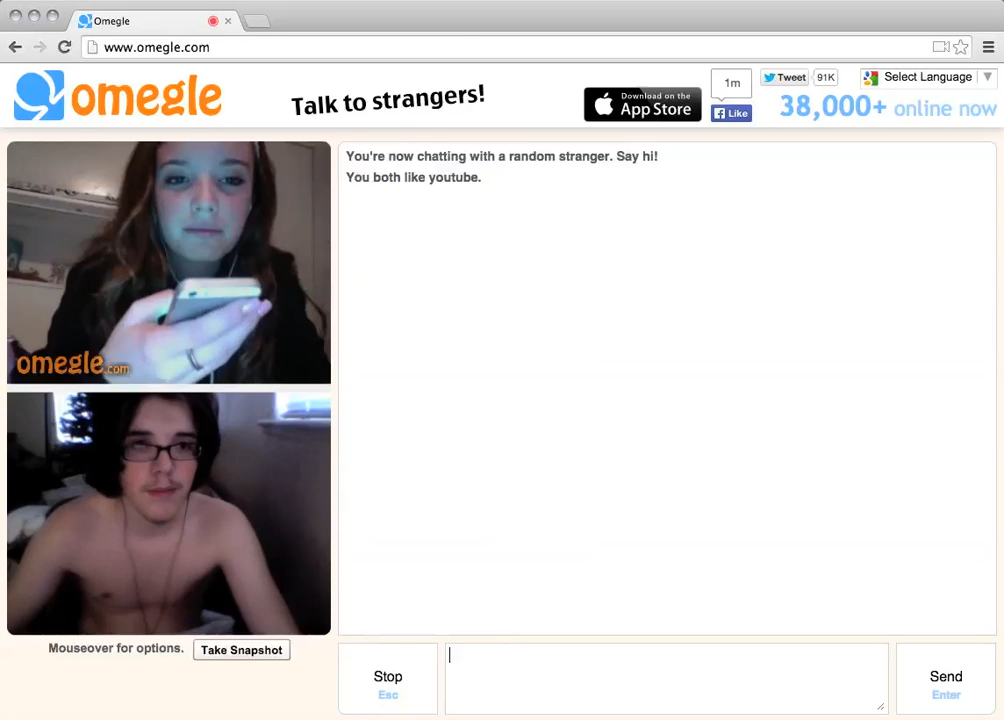 Omegle
www.omegle.com
omegle
Talk to strangers!
Download on the
App Store
1m
Like
Tweet
91K
Select Language
38,000+ online now
omegle.com
You're now chatting with a random stranger. Say hi!
You both like youtube.
Mouseover for options.
Take Snapshot
Stop
Esc
Send
Enter